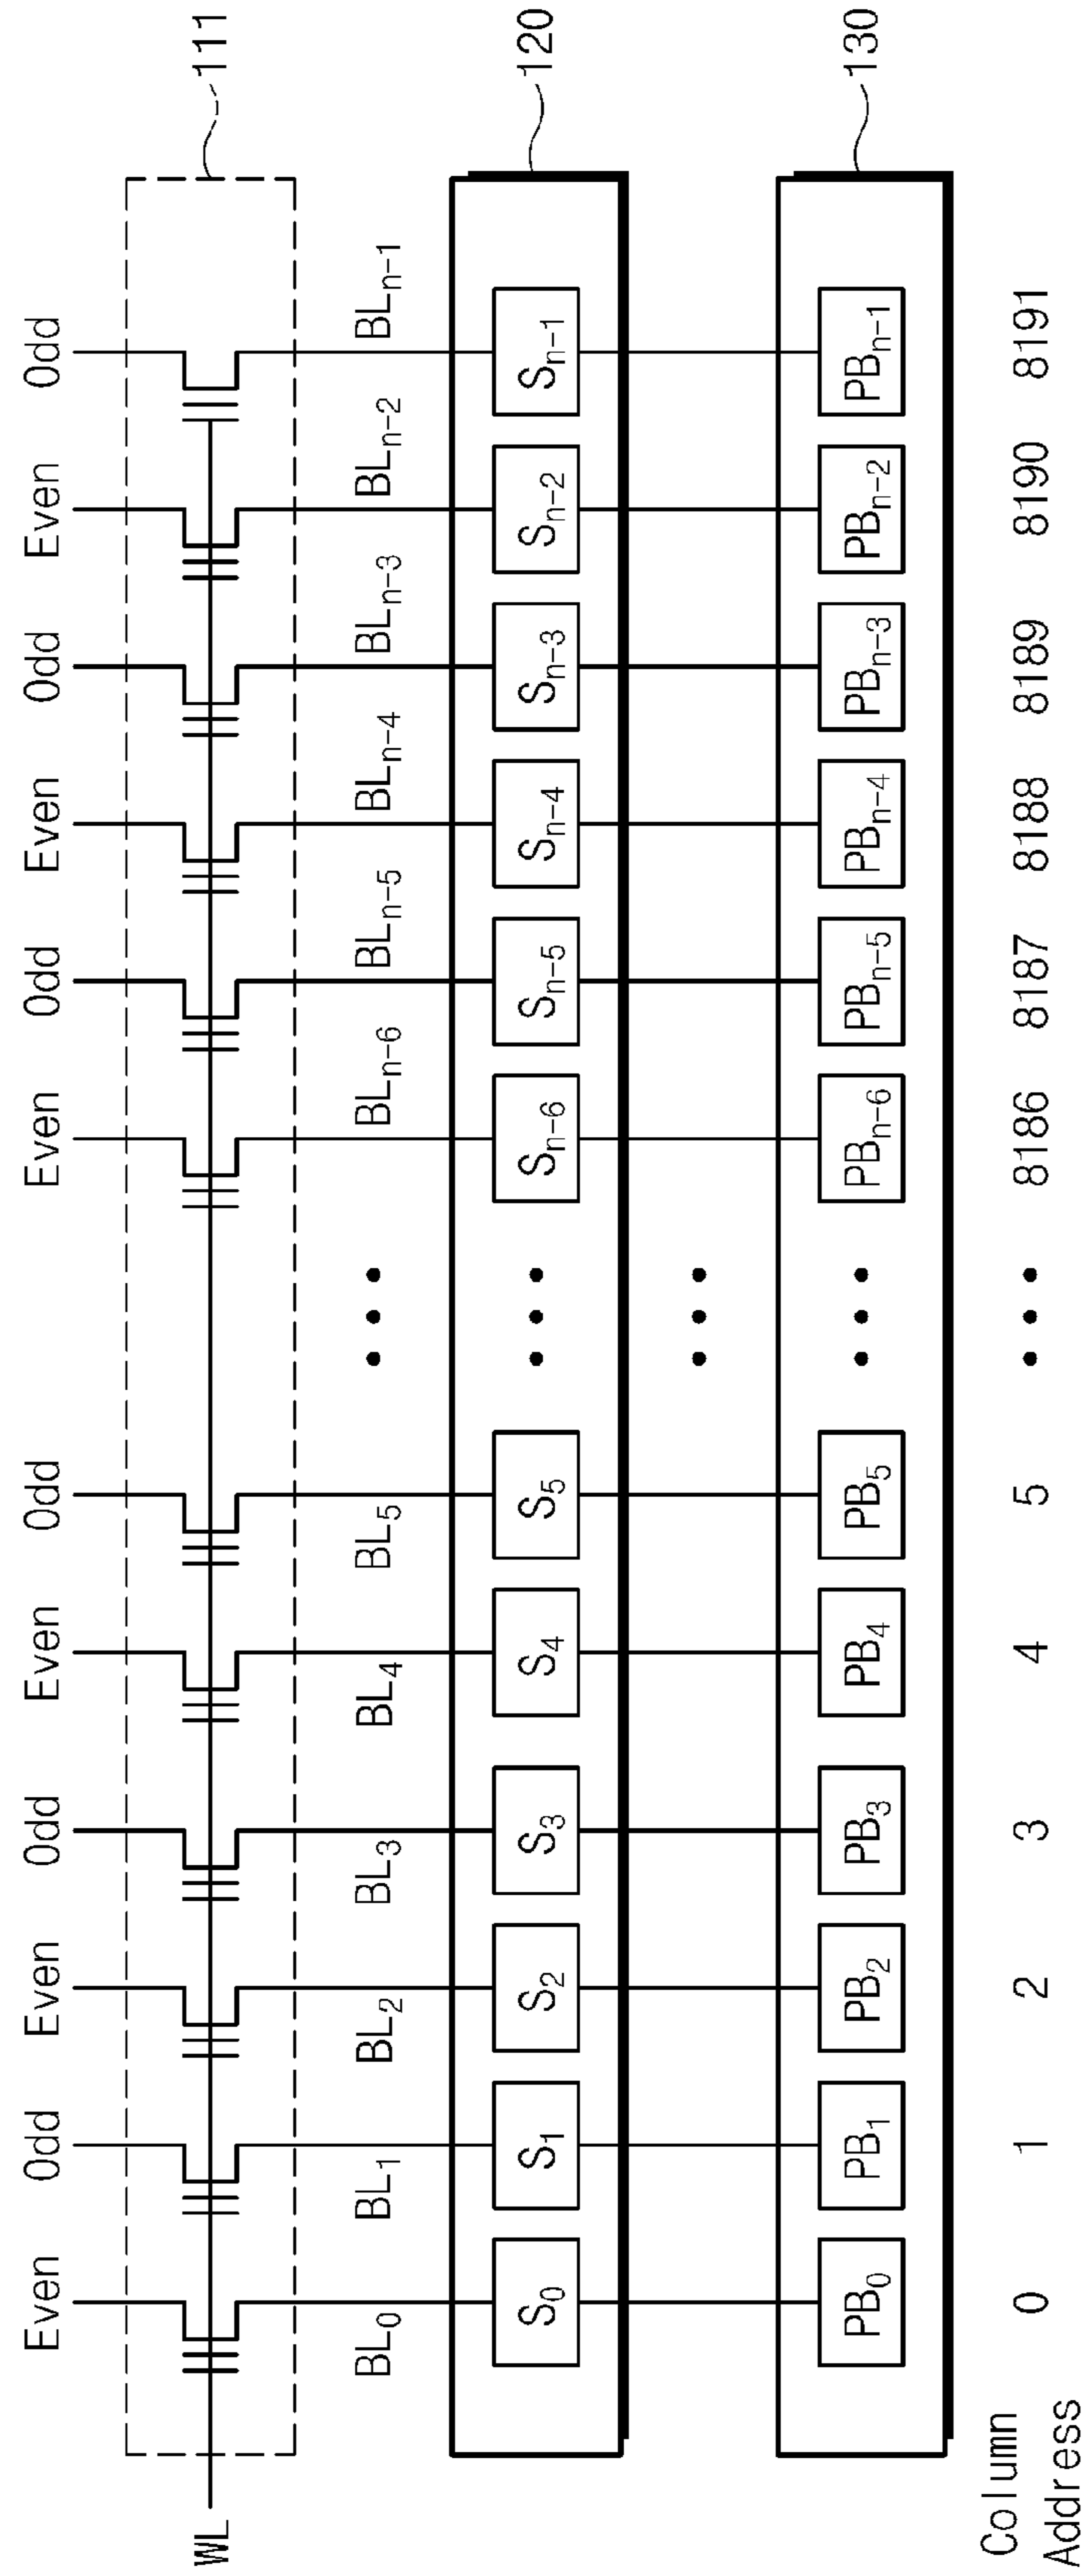 Even Odd Even Odd Even Odd Even Odd Even Odd Even Odd
WL
111
BL0 BL1 BL2 BL3 BL4 BL5 BLn-6 BLn-5 BLn-4 BLn-3 BLn-2 BLn-1
S0 S1 S2 S3 S4 S5 • • • Sn-6 Sn-5 Sn-4 Sn-3 Sn-2 Sn-1
120
PB0 PB1 PB2 PB3 PB4 PB5 • • • PBn-6 PBn-5 PBn-4 PBn-3 PBn-2 PBn-1
130
Column
Address
0 1 2 3 4 5 • • • 8186 8187 8188 8189 8190 8191